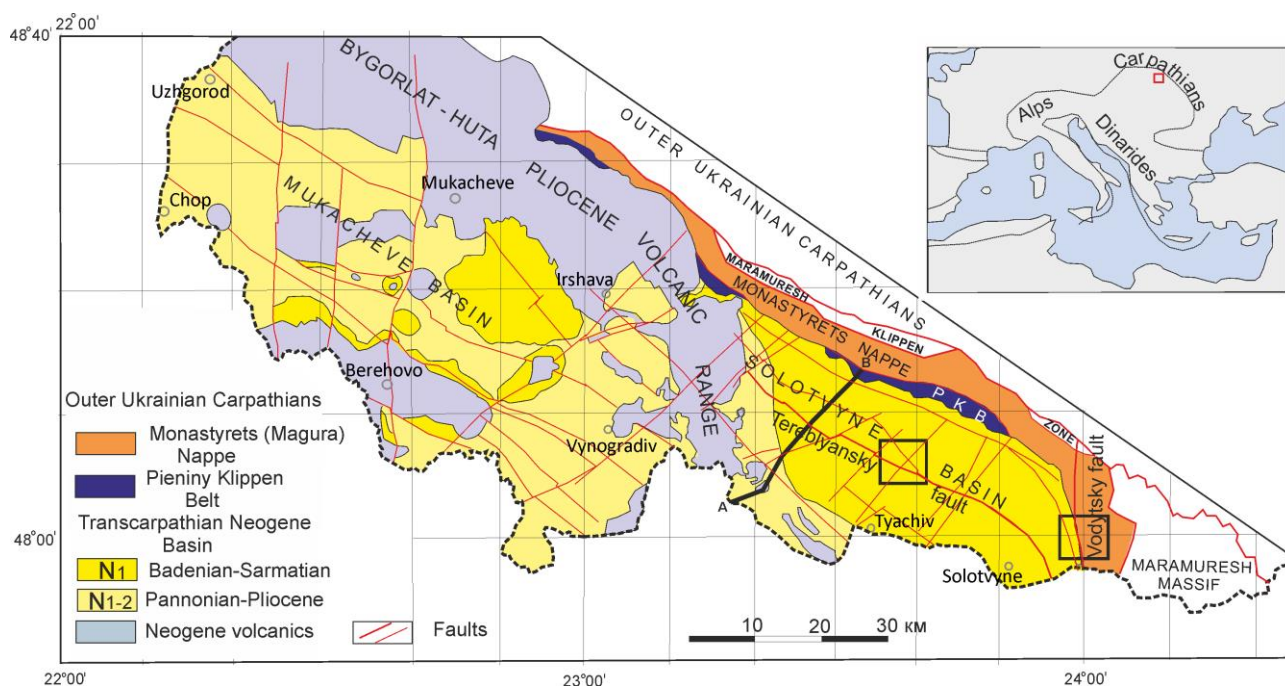 48°40'
22°00'
BYGORLAT - HUTA
PLIOCENE
VOLCANIC
RANGE
OUTER UKRAINIAN CARPATHIANS
Uzhgorod
Chop
Mukacheve
MUKACHEVE BASIN
Irshava
Berehovo
Vynogradiv
MARAMURESH
KLIPPEN
ZONE
MONASTYRETS NAPPE
B
P K B
SOLOTVYNE
BASIN
Tereblyansky
fault
Vodytsky fault
A
Tyachiv
Solotvyne
MARAMURESH
MASSIF
Alps
Carpathians
Dinarides
Outer Ukrainian Carpathians
Monastyrets (Magura)
Nappe
Pieniny Klippen
Belt
Transcarpathian Neogene
Basin
N1 Badenian-Sarmatian
N1-2 Pannonian-Pliocene
Neogene volcanics
Faults
10 20 30 км
48°00'
22°00' 23°00' 24°00'